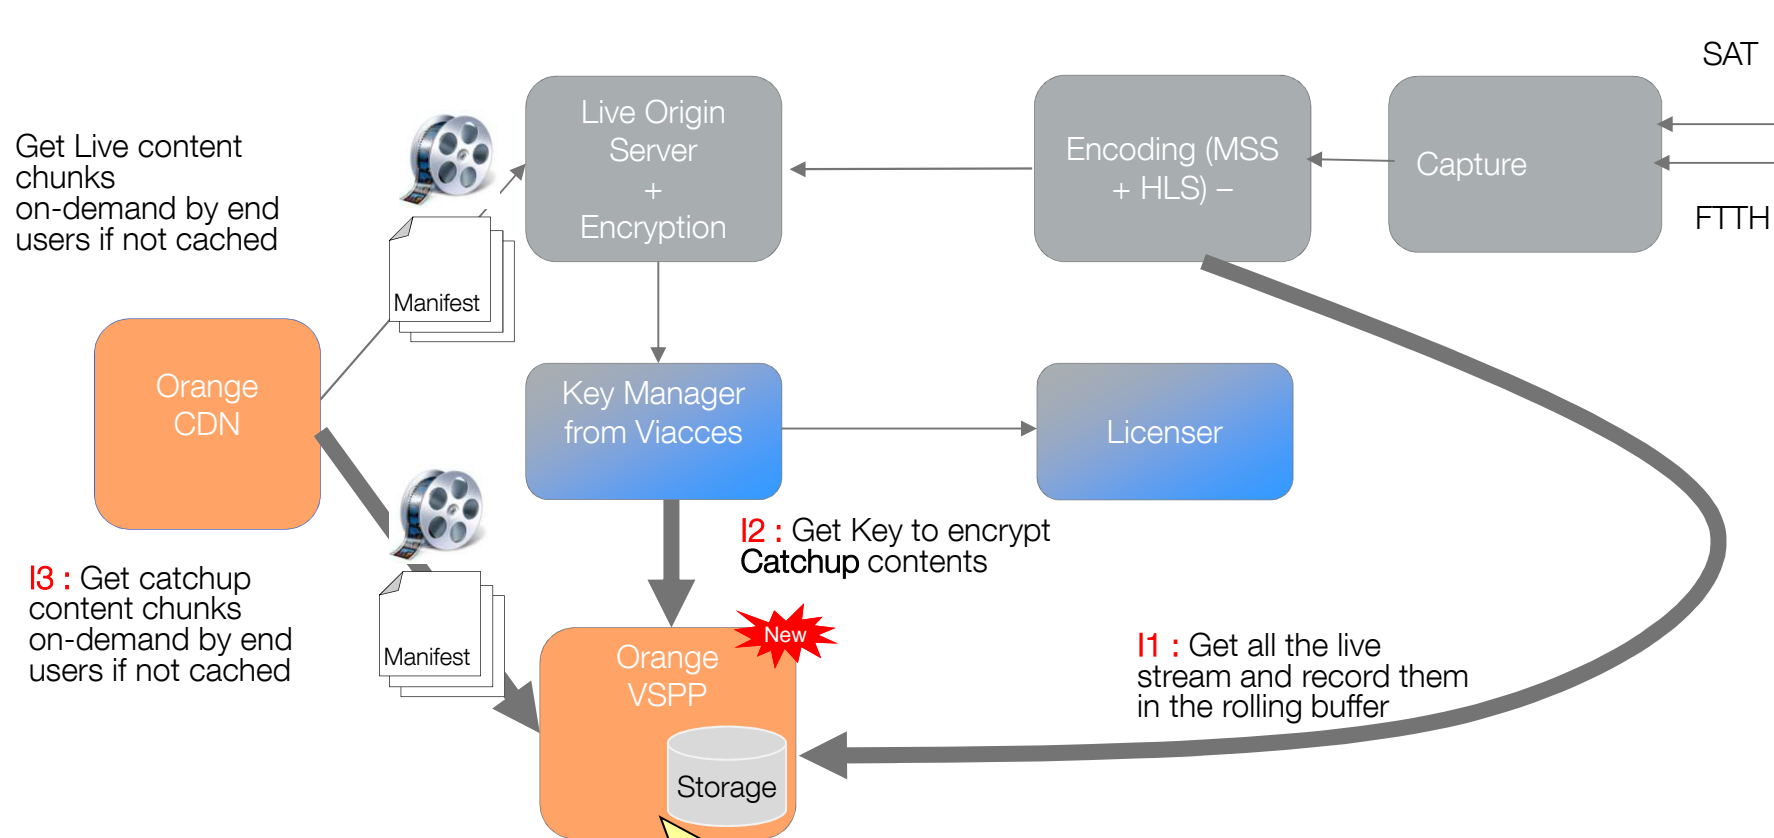 SAT
FTTH
Capture
Encoding (MSS
+ HLS) –
Live Origin
Server
+
Encryption
Get Live content
chunks
on-demand by end
users if not cached
Manifest
Orange
CDN
Key Manager
from Viacces
Licenser
I2 : Get Key to encrypt
Catchup contents
I3 : Get catchup
content chunks
on-demand by end
users if not cached
Manifest
New
Orange
VSPP
Storage
I1 : Get all the live
stream and record them
in the rolling buffer